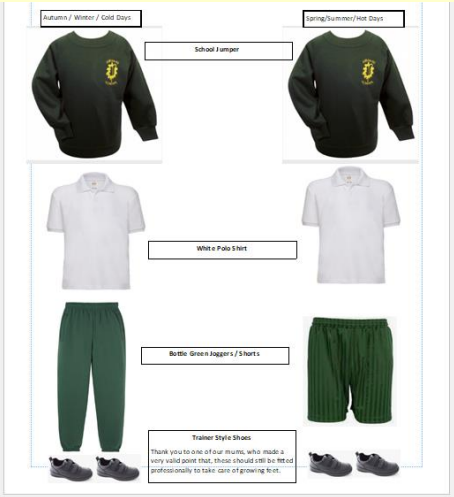 Autumn / Winter / Cold Days
Spring/Summer/Hot Days
School Jumper
White Polo Shirt
Bottle Green Joggers / Shorts
Trainer Style Shoes
Thank you to one of our mums, who made a
very valid point that, these should still be fitted
professionally to take care of growing feet.